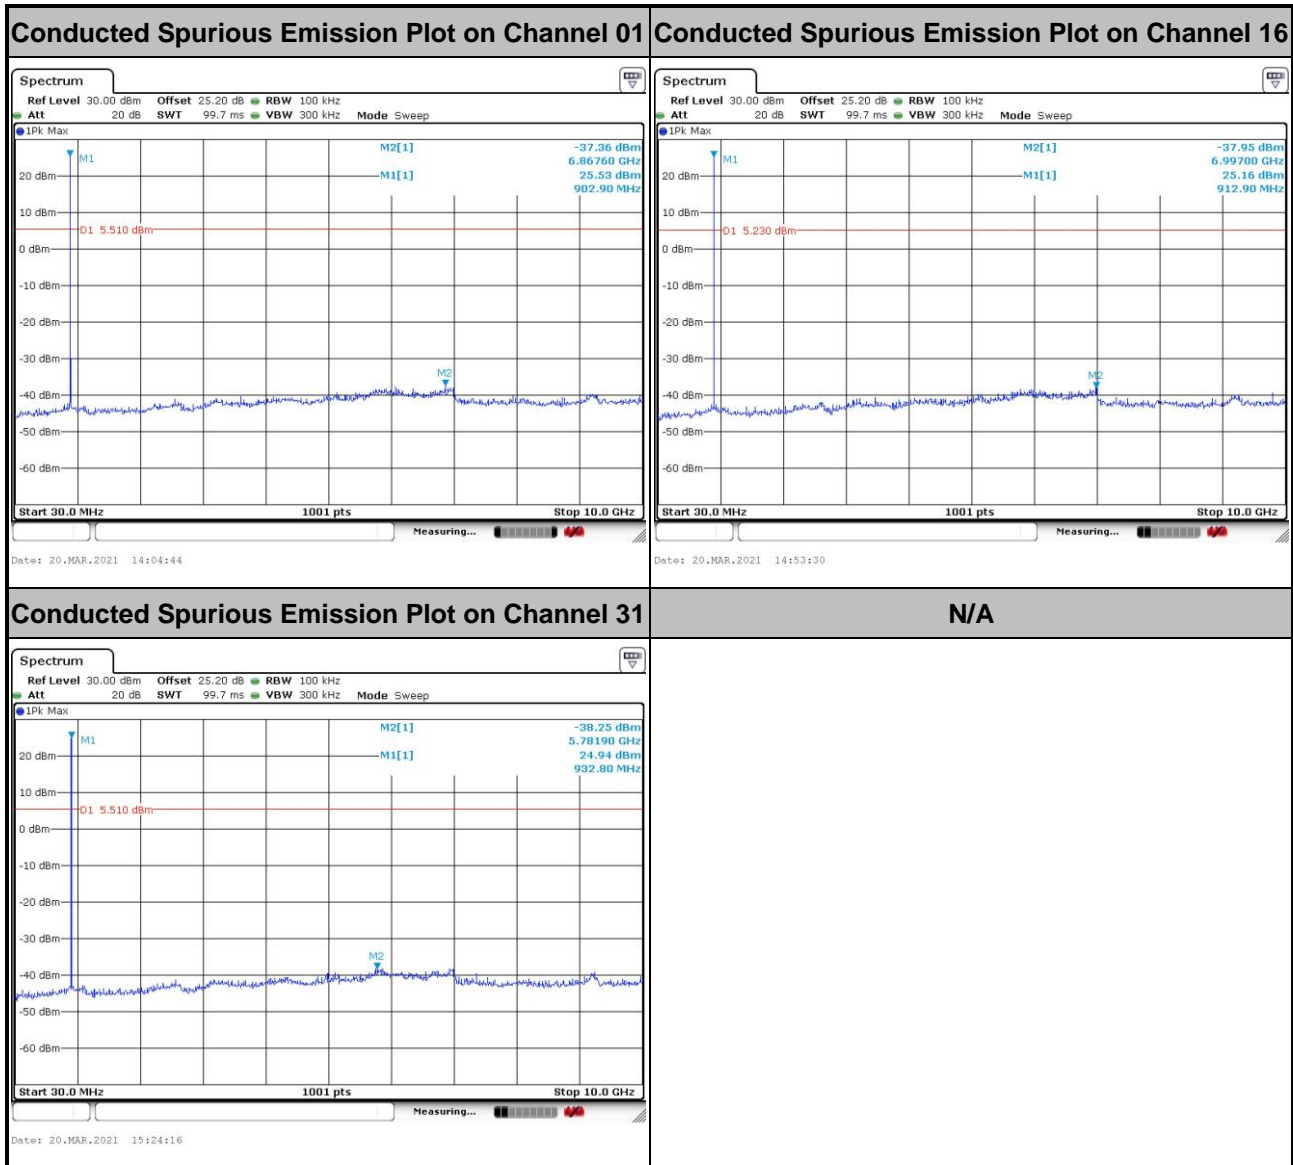 Conducted Spurious Emission Plot on Channel 01
Spectrum
Ref Level 30.00 dBm Offset 25.20 dB RBW 100 kHz
Att 20 dB SWT 99.7 ms VBW 300 kHz Mode Sweep
1Pk Max
M2[1] -37.36 dBm
6.86760 GHz
M1[1] 25.53 dBm
902.90 MHz
M1
20 dBm
10 dBm
D1 5.510 dBm
0 dBm
-10 dBm
-20 dBm
-30 dBm
M2
-40 dBm
-50 dBm
-60 dBm
Start 30.0 MHz 1001 pts Stop 10.0 GHz
Measuring...
Date: 20.MAR.2021 14:04:44
Conducted Spurious Emission Plot on Channel 16
Spectrum
Ref Level 30.00 dBm Offset 25.20 dB RBW 100 kHz
Att 20 dB SWT 99.7 ms VBW 300 kHz Mode Sweep
1Pk Max
M2[1] -37.95 dBm
6.99700 GHz
M1[1] 25.16 dBm
912.90 MHz
M1
20 dBm
10 dBm
D1 5.230 dBm
0 dBm
-10 dBm
-20 dBm
-30 dBm
M2
-40 dBm
-50 dBm
-60 dBm
Start 30.0 MHz 1001 pts Stop 10.0 GHz
Measuring...
Date: 20.MAR.2021 14:53:30
Conducted Spurious Emission Plot on Channel 31
Spectrum
Ref Level 30.00 dBm Offset 25.20 dB RBW 100 kHz
Att 20 dB SWT 99.7 ms VBW 300 kHz Mode Sweep
1Pk Max
M2[1] -38.25 dBm
5.78190 GHz
M1[1] 24.94 dBm
932.80 MHz
M1
20 dBm
10 dBm
D1 5.510 dBm
0 dBm
-10 dBm
-20 dBm
-30 dBm
M2
-40 dBm
-50 dBm
-60 dBm
Start 30.0 MHz 1001 pts Stop 10.0 GHz
Measuring...
Date: 20.MAR.2021 15:24:16
N/A